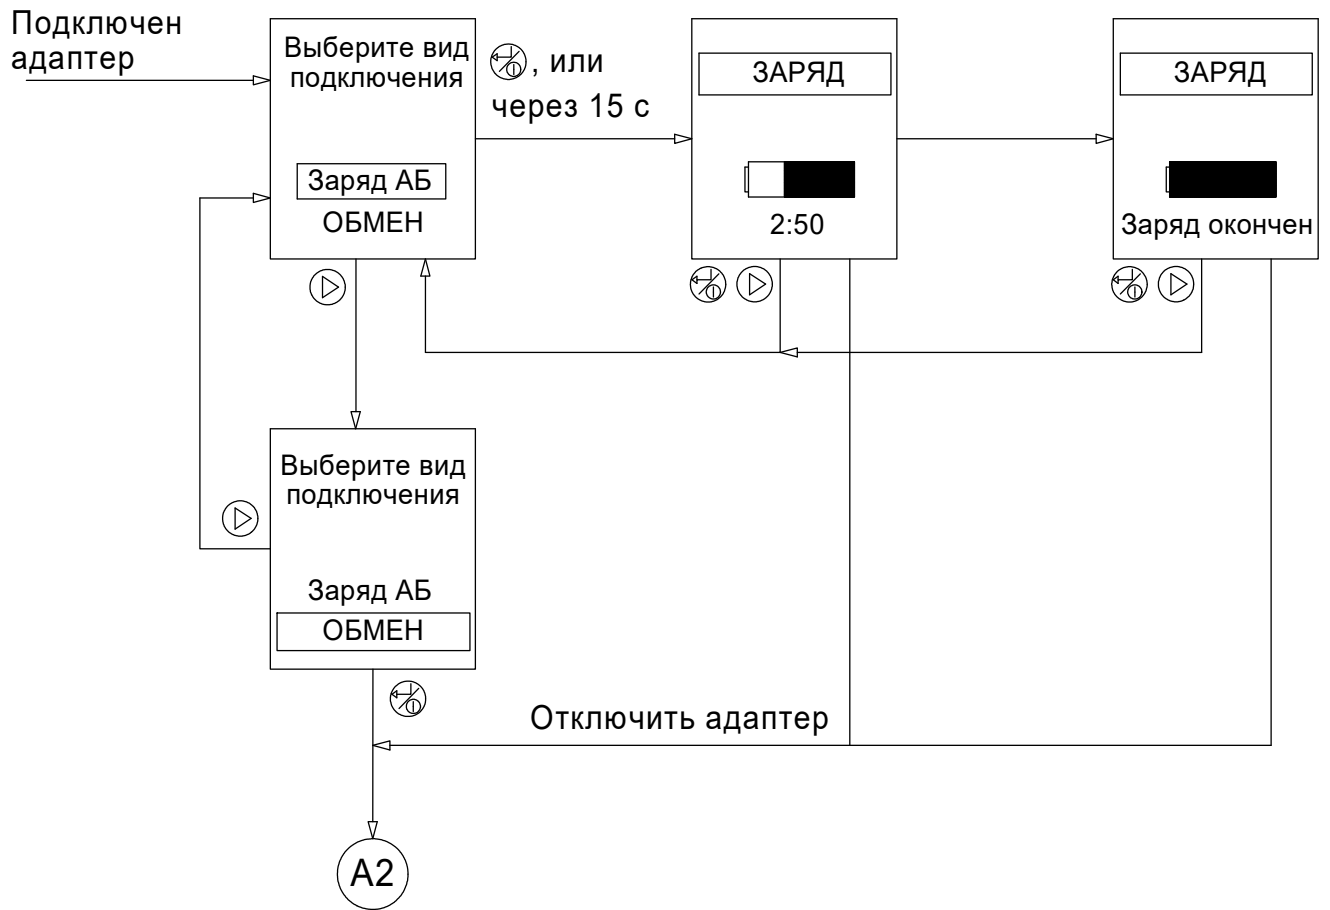 Подключен
адаптер
Выберите вид
подключения
Заряд АБ
ОБМЕН
, или
через 15 с
ЗАРЯД
2:50
ЗАРЯД
Заряд окончен
Выберите вид
подключения
Заряд АБ
ОБМЕН
Отключить адаптер
А2